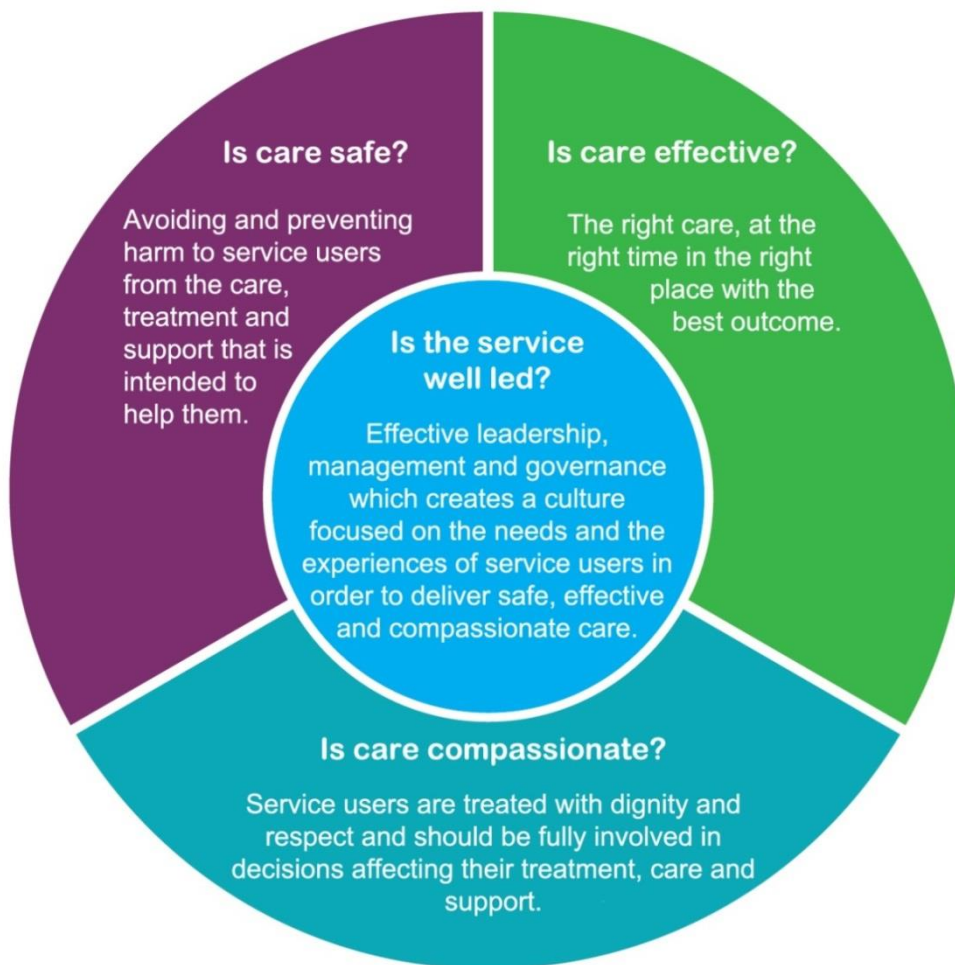 Is care safe?
Avoiding and preventing
harm to service users
from the care,
treatment and
support that is
intended to
help them.
Is care effective?
The right care, at the
right time in the right
place with the
best outcome.
Is the service
well led?
Effective leadership,
management and governance
which creates a culture
focused on the needs and the
experiences of service users in
order to deliver safe, effective
and compassionate care.
Is care compassionate?
Service users are treated with dignity and
respect and should be fully involved in
decisions affecting their treatment, care and
support.